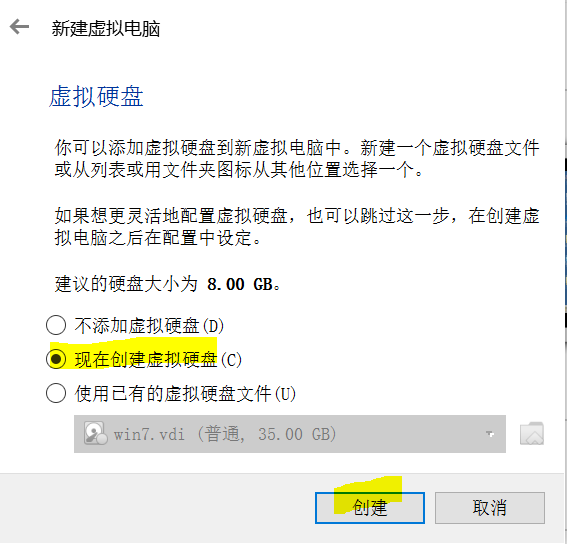 新建虚拟电脑
虚拟硬盘
你可以添加虚拟硬盘到新虚拟电脑中。新建一个虚拟硬盘文件
或从列表或用文件夹图标从其他位置选择一个。
如果想更灵活地配置虚拟硬盘，也可以跳过这一步，在创建虚
拟电脑之后在配置中设定。
建议的硬盘大小为 8.00 GB。
不添加虚拟硬盘(D)
现在创建虚拟硬盘(C)
使用已有的虚拟硬盘文件(U)
win7.vdi (普通, 35.00 GB)
创建
取消